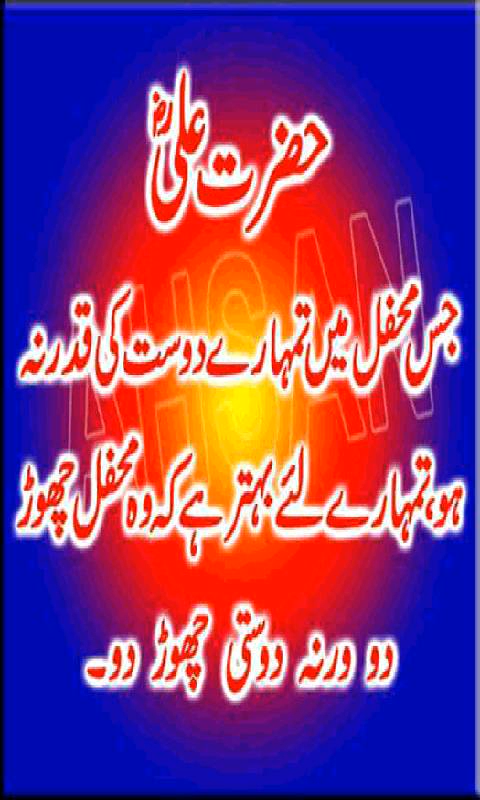 حضرت علیؓ
AHSAN
جس محفل میں تمہارے دوست کی قدر نہ
ہو، تمہارے لئے بہتر ہے کہ وہ محفل چھوڑ
دو ورنہ دوستی چھوڑ دو۔